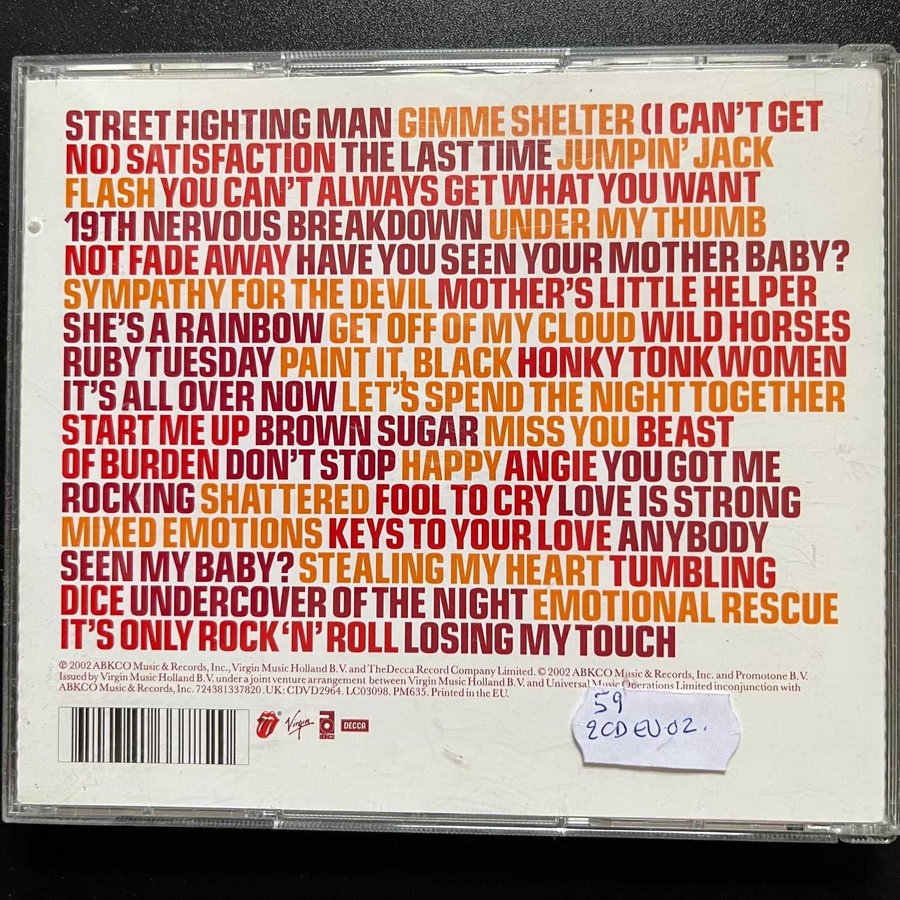 STREET FIGHTING MAN GIMME SHELTER (I CAN'T GET
NO) SATISFACTION THE LAST TIME JUMPIN' JACK
FLASH YOU CAN'T ALWAYS GET WHAT YOU WANT
19TH NERVOUS BREAKDOWN UNDER MY THUMB
NOT FADE AWAY HAVE YOU SEEN YOUR MOTHER BABY?
SYMPATHY FOR THE DEVIL MOTHER'S LITTLE HELPER
SHE'S A RAINBOW GET OFF OF MY CLOUD WILD HORSES
RUBY TUESDAY PAINT IT, BLACK HONKY TONK WOMEN
IT'S ALL OVER NOW LET'S SPEND THE NIGHT TOGETHER
START ME UP BROWN SUGAR MISS YOU BEAST
OF BURDEN DON'T STOP HAPPY ANGIE YOU GOT ME
ROCKING SHATTERED FOOL TO CRY LOVE IS STRONG
MIXED EMOTIONS KEYS TO YOUR LOVE ANYBODY
SEEN MY BABY? STEALING MY HEART TUMBLING
DICE UNDERCOVER OF THE NIGHT EMOTIONAL RESCUE
IT'S ONLY ROCK 'N' ROLL LOSING MY TOUCH
℗ 2002 ABKCO Music & Records, Inc., Virgin Music Holland B.V. and The Decca Record Company Limited. © 2002 ABKCO Music & Records, Inc. and Promotone B.V.
Issued by Virgin Music Holland B.V. under a joint venture arrangement between Virgin Music Holland B.V. and Universal Music Operations Limited in conjunction with
ABKCO Music & Records, Inc. 724381337820. UK: CDVD2964. LC03098. PM635. Printed in the EU.
Virgin
abkco
DECCA
59
2CD EU 02.